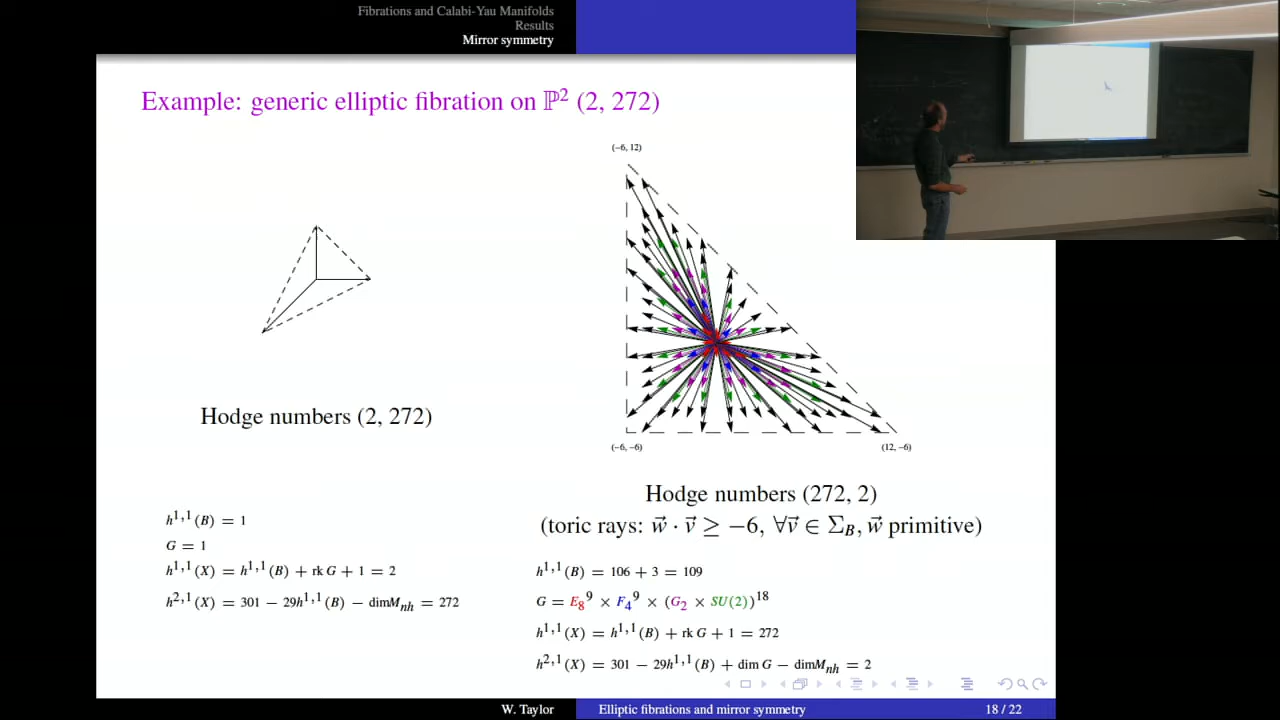 Fibrations and Calabi-Yau Manifolds
Results
Mirror symmetry
Example: generic elliptic fibration on ℙ² (2, 272)
(−6, 12)
(−6, −6)
(12, −6)
Hodge numbers (2, 272)
h^{1,1}(B) = 1
G = 1
h^{1,1}(X) = h^{1,1}(B) + rk G + 1 = 2
h^{2,1}(X) = 301 − 29h^{1,1}(B) − dimM_{nh} = 272
Hodge numbers (272, 2)
(toric rays: w⃗ · v⃗ ≥ −6, ∀v⃗ ∈ Σ_B, w⃗ primitive)
h^{1,1}(B) = 106 + 3 = 109
G = E_8^9 × F_4^9 × (G_2 × SU(2))^{18}
h^{1,1}(X) = h^{1,1}(B) + rk G + 1 = 272
h^{2,1}(X) = 301 − 29h^{1,1}(B) + dim G − dimM_{nh} = 2
W. Taylor
Elliptic fibrations and mirror symmetry
18 / 22